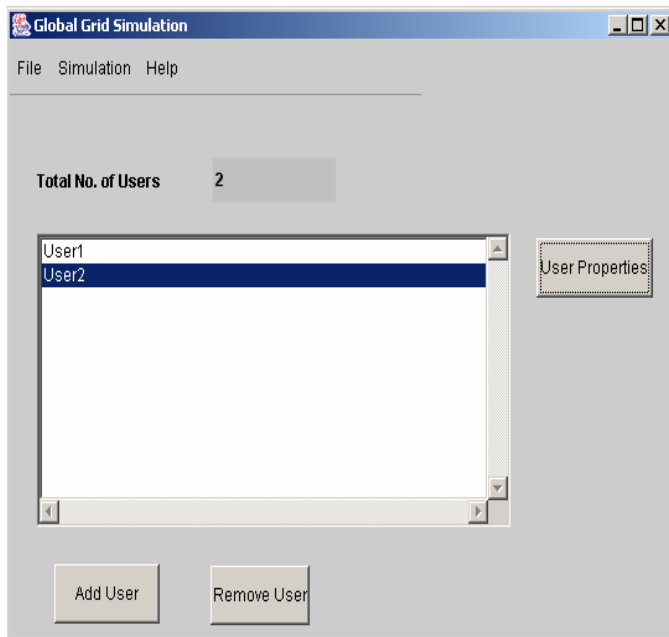 Global Grid Simulation
File Simulation Help
Total No. of Users 2
User1
User2
User Properties
Add User
Remove User